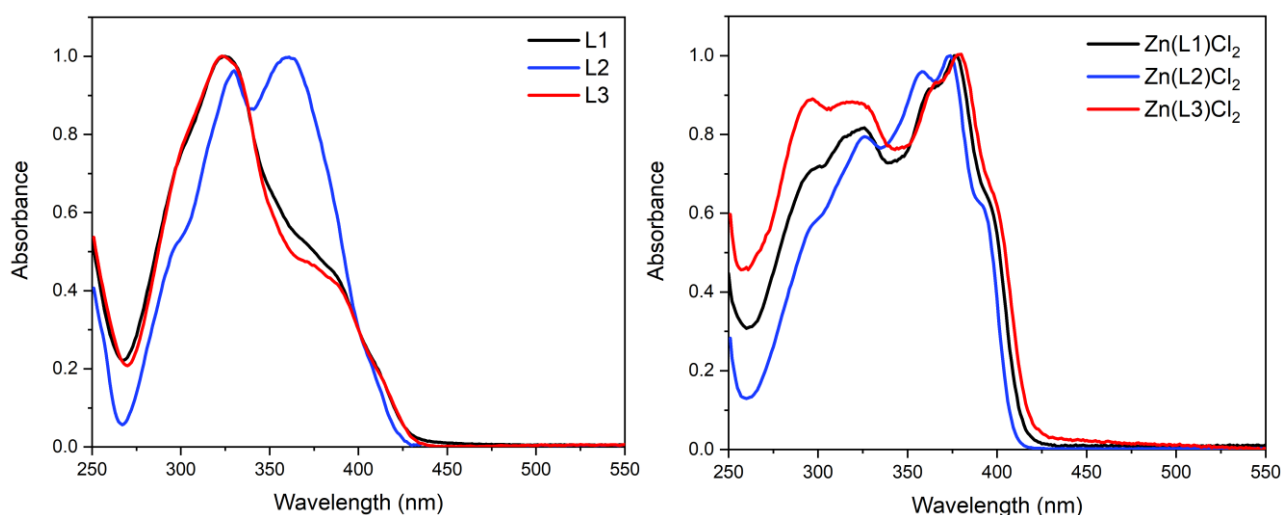 L1
L2
L3
1.0
0.8
0.6
0.4
0.2
0.0
Absorbance
250 300 350 400 450 500 550
Wavelength (nm)
Zn(L1)Cl₂
Zn(L2)Cl₂
Zn(L3)Cl₂
1.0
0.8
0.6
0.4
0.2
0.0
Absorbance
250 300 350 400 450 500 550
Wavelength (nm)